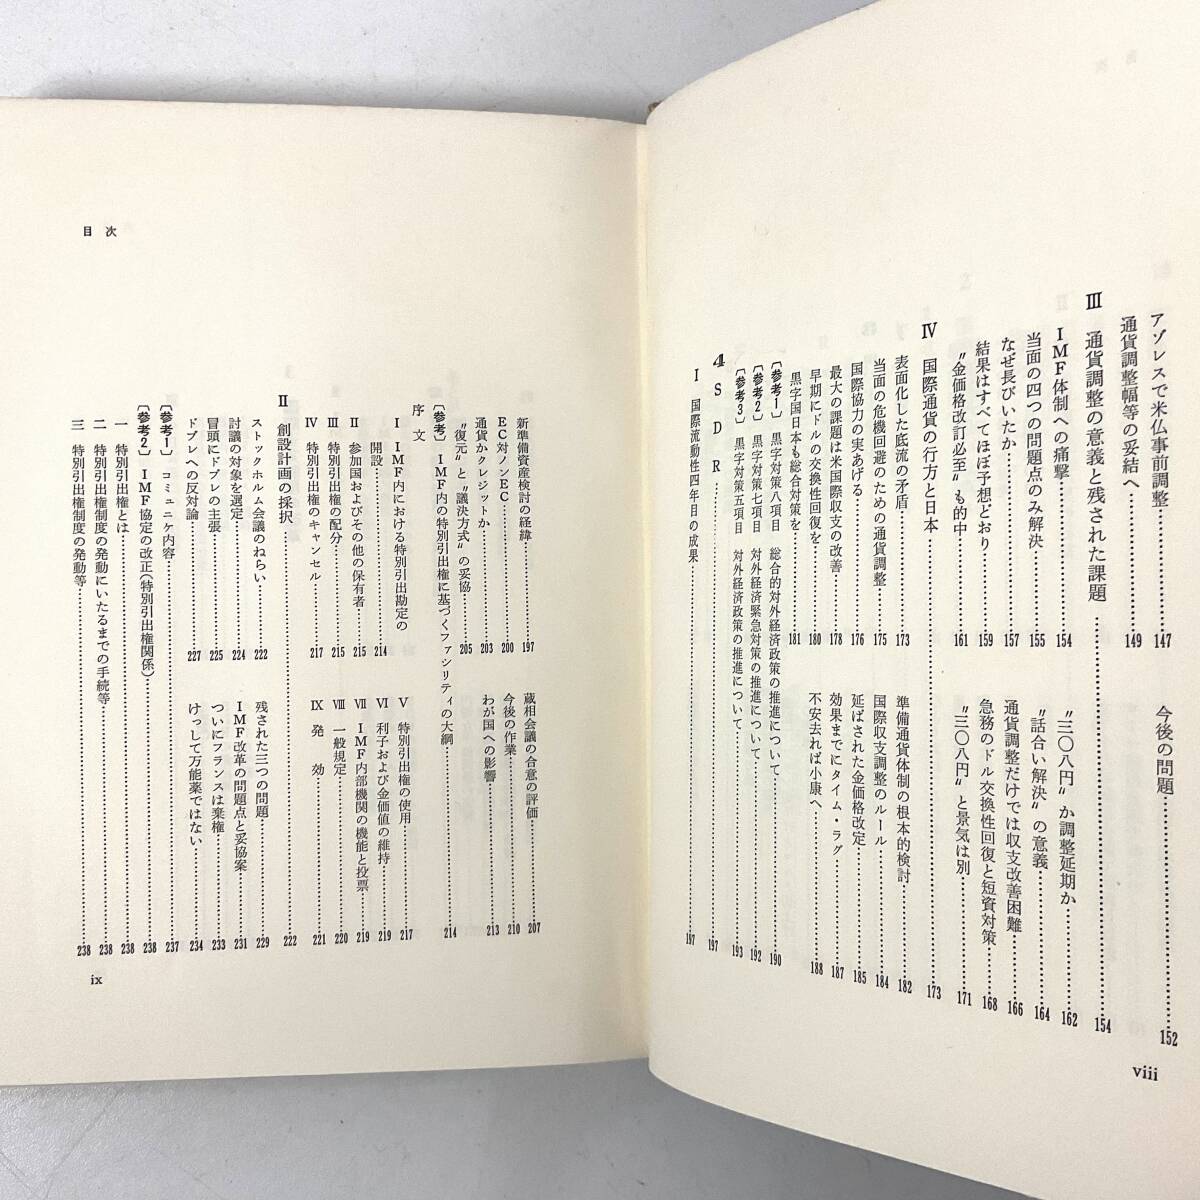 アゾレスで米仏事前調整……147
通貨調整幅等の妥結へ……149
今後の問題……152
Ⅲ 通貨調整の意義と残された課題……154
IMF体制への痛撃……154
当面の四つの問題点のみ解決……155
なぜ長びいたか……157
結果はすべてほぼ予想どおり……159
〝金価格改訂必至〟も的中……161
〝三〇八円〟か調整延期か……162
〝話合い解決〟の意義……164
通貨調整だけでは収支改善困難……166
急務のドル交換性回復と短資対策……168
〝三〇八円〟と景気は別……171
Ⅳ 国際通貨の行方と日本……173
表面化した底流の矛盾……173
当面の危機回避のための通貨調整……175
国際協力の実あげる……176
最大の課題は米国際収支の改善……178
早期にドルの交換性回復を……180
黒字国日本も総合対策を……181
準備通貨体制の根本的検討……182
国際収支調整のルール……184
延ばされた金価格改定……185
効果までにタイム・ラグ……187
不安去れば小康へ……188
〔参考1〕 黒字対策八項目 総合的対外経済政策の推進について……190
〔参考2〕 黒字対策七項目 対外経済緊急対策の推進について……192
〔参考3〕 黒字対策五項目 対外経済政策の推進について……193
4 SDR……197
Ⅰ 国際流動性四年目の成果……197
viii
目次
新準備資産検討の経緯……197
EC対ノンEC……200
通貨かクレジットか……203
〝復元〟と〝議決方式〟の妥協……205
蔵相会議の合意の評価……207
今後の作業……210
わが国への影響……213
〔参考〕 IMF内の特別引出権に基づくファシリティの大綱……214
序文
Ⅰ IMF内における特別引出勘定の
開設……214
Ⅱ 参加国およびその他の保有者……215
Ⅲ 特別引出権の配分……215
Ⅳ 特別引出権のキャンセル……217
Ⅴ 特別引出権の使用……217
Ⅵ 利子および金価値の維持……219
Ⅶ IMF内部機関の機能と投票……219
Ⅷ 一般規定……220
Ⅸ 発効……221
Ⅱ 創設計画の採択……222
ストックホルム会議のねらい……222
討議の対象を選定……224
冒頭にドブレの主張……225
ドブレへの反対論……227
残された三つの問題……229
IMF改革の問題点と妥協案……231
ついにフランスは棄権……233
けっして万能薬ではない……234
〔参考1〕 コミュニケ内容……237
〔参考2〕 IMF協定の改正(特別引出権関係)……238
一 特別引出権とは……238
二 特別引出権制度の発動にいたるまでの手続等……238
三 特別引出権制度の発動等……238
ix